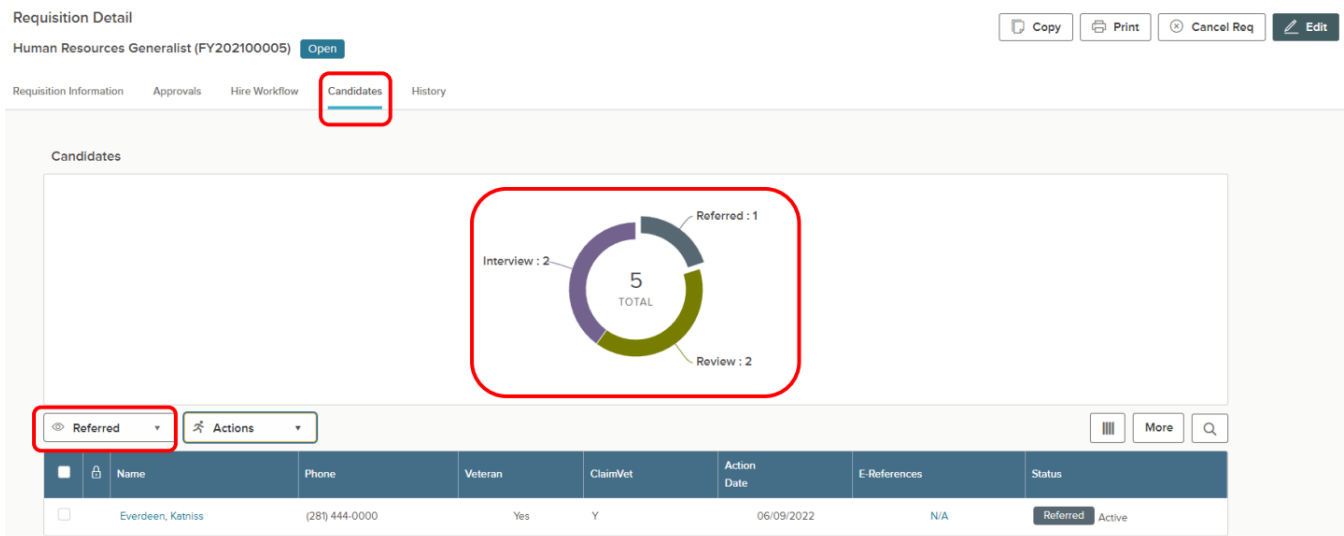 Requisition Detail
Copy Print Cancel Req Edit
Human Resources Generalist (FY202100005) Open
Requisition Information Approvals Hire Workflow Candidates History
Candidates
Referred : 1
Interview : 2
5
TOTAL
Review : 2
Referred Actions More
Name Phone Veteran ClaimVet Action Date E-References Status
Everdeen, Katniss (281) 444-0000 Yes Y 06/09/2022 N/A Referred Active